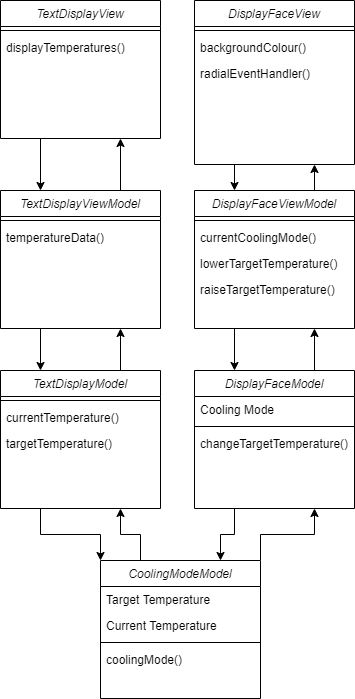 TextDisplayView
displayTemperatures()
DisplayFaceView
backgroundColour()
radialEventHandler()
TextDisplayViewModel
temperatureData()
DisplayFaceViewModel
currentCoolingMode()
lowerTargetTemperature()
raiseTargetTemperature()
TextDisplayModel
currentTemperature()
targetTemperature()
DisplayFaceModel
Cooling Mode
changeTargetTemperature()
CoolingModeModel
Target Temperature
Current Temperature
coolingMode()